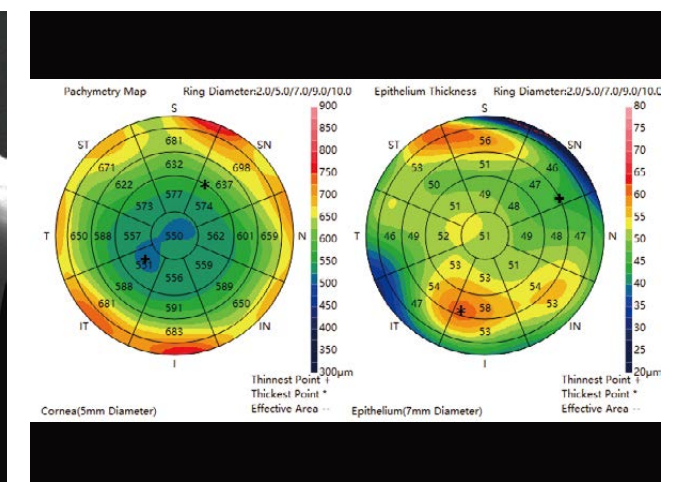 Pachymetry Map Ring Diameter:2.0/5.0/7.0/9.0/10.0
S
900
850
800
750
700
650
600
550
500
450
400
350
300μm
ST SN
681
671 698
632
622 637
577
573 574
T 650 588 557 550 562 601 659 N
551 559
556
588 589
591
681 650
683
IT IN
I
Thinnest Point +
Thickest Point *
Effective Area --
Cornea(5mm Diameter)
Epithelium Thickness Ring Diameter:2.0/5.0/7.0/9.0/10.0
S
80
75
70
65
60
55
50
45
40
35
30
25
20μm
ST SN
56
53 46
51
50 47
49
51 48
T 46 49 52 51 49 48 47 N
53 51
53
54 54
47 58 53
53
IT IN
I
Thinnest Point +
Thickest Point *
Effective Area --
Epithelium(7mm Diameter)